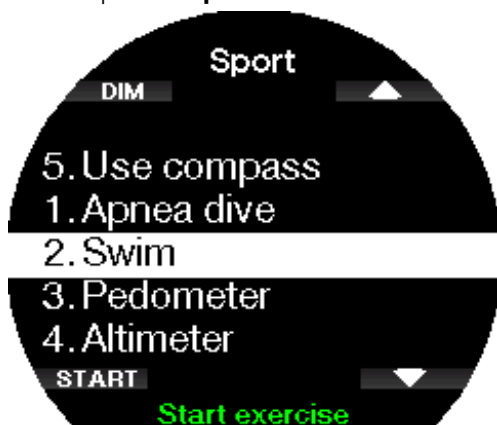 Sport
DIM
5. Use compass
1. Apnea dive
2. Swim
3. Pedometer
4. Altimeter
START
Start exercise